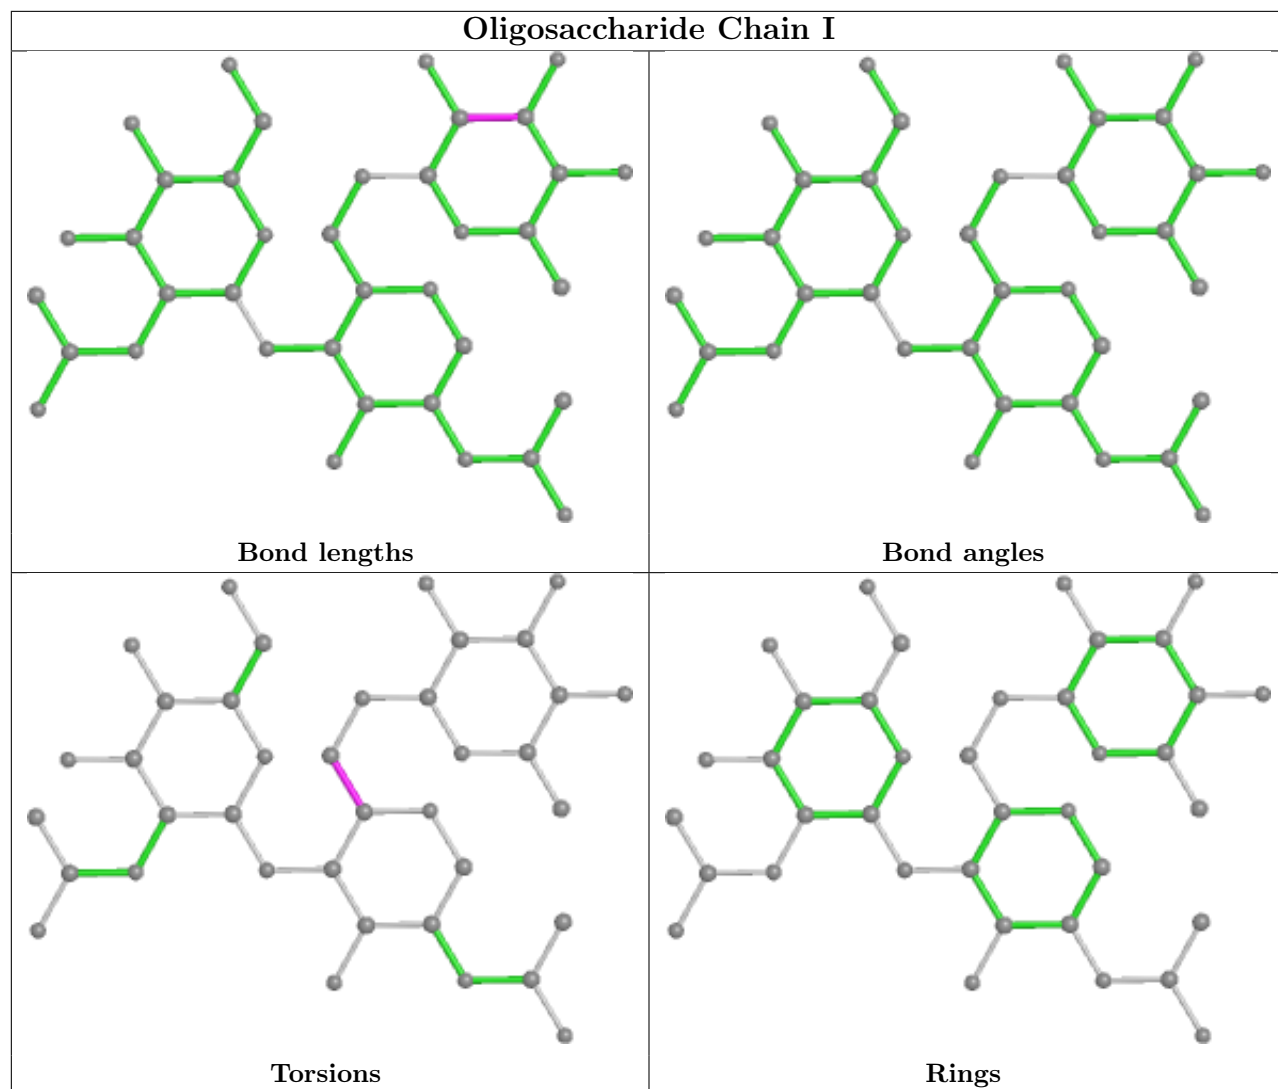 Oligosaccharide Chain I
Bond lengths
Bond angles
Torsions
Rings